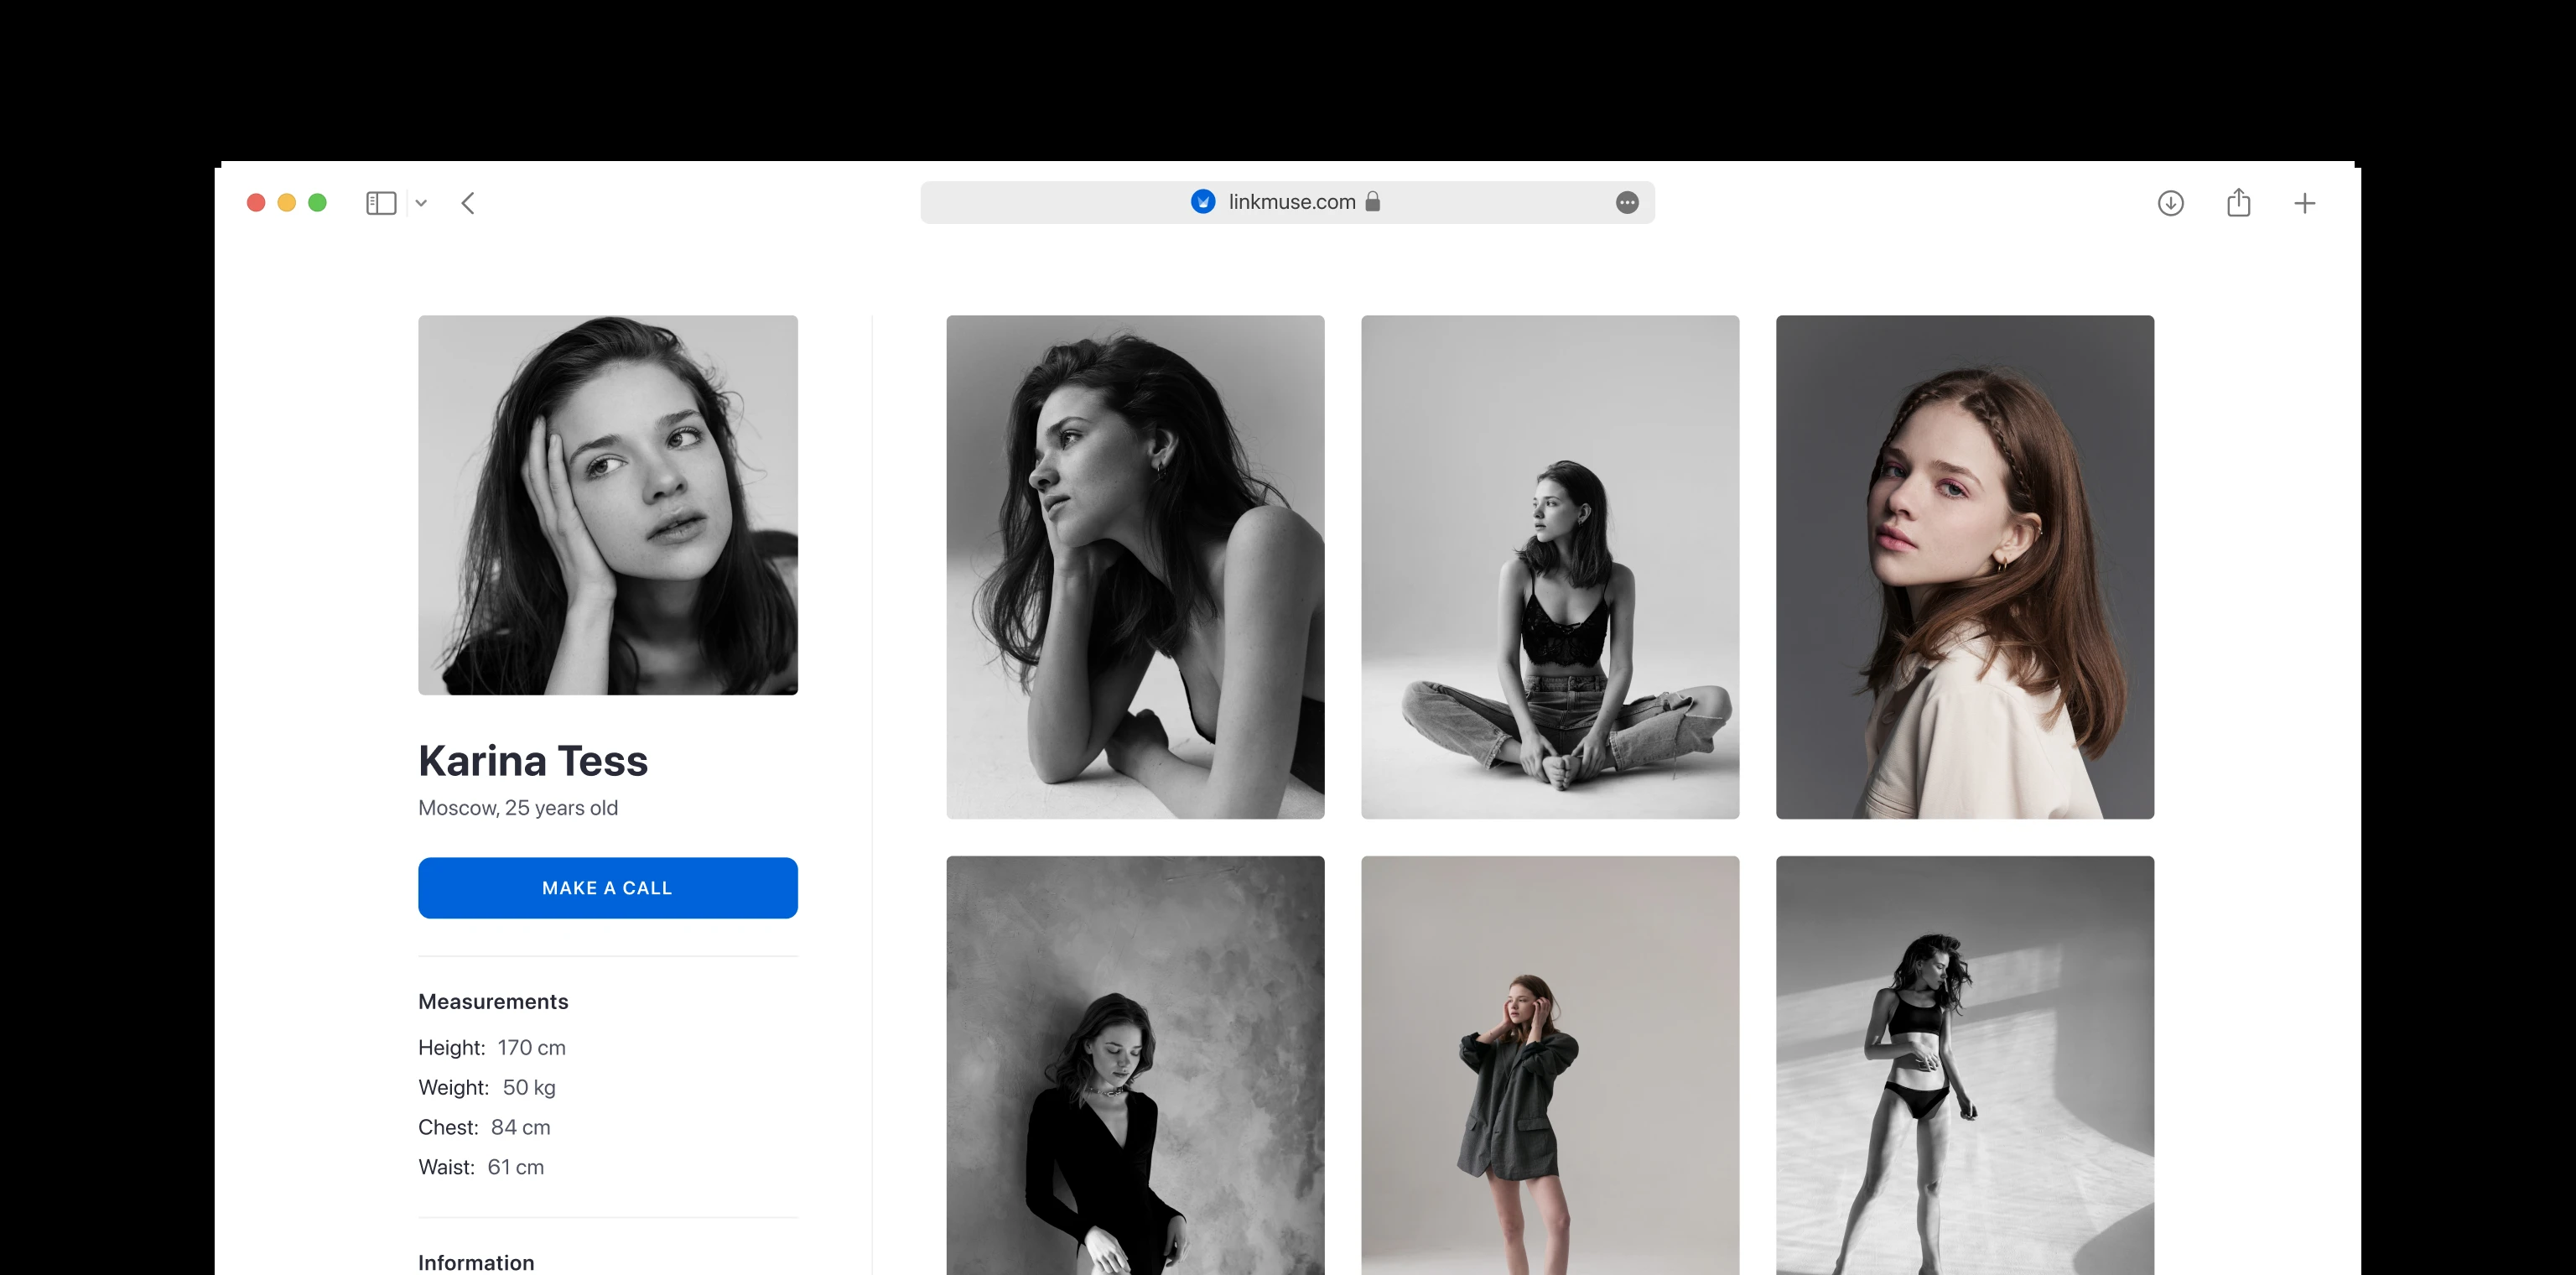 linkmuse.com
Karina Tess
Moscow, 25 years old
MAKE A CALL
Measurements
Height: 170 cm
Weight: 50 kg
Chest: 84 cm
Waist: 61 cm
Information